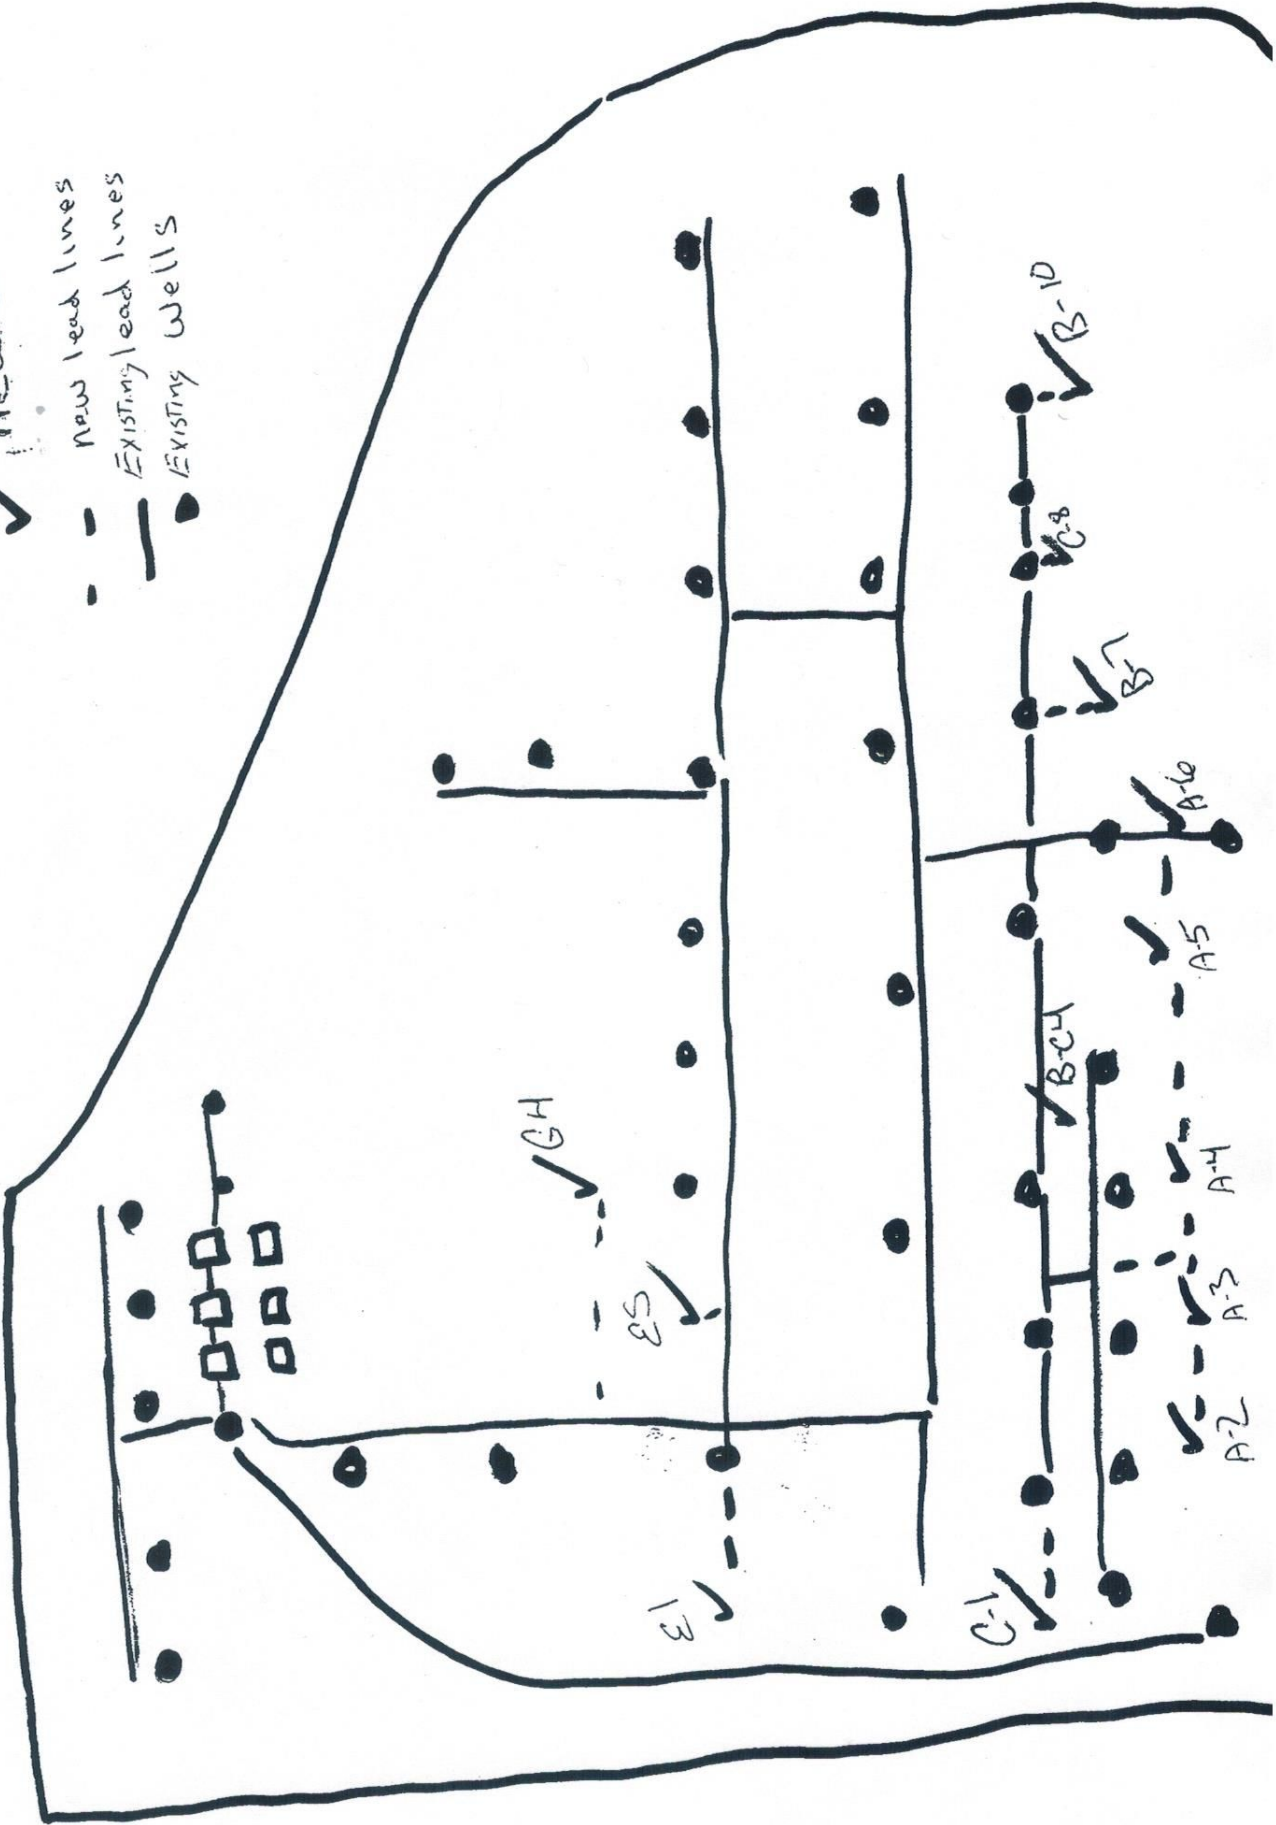 new lead lines
Existing lead lines
Existing wells
B-10
C-8
B-7
A-6
A-5
B-C4
GH
A-4
E5
A-3
A-2
E1
C-1